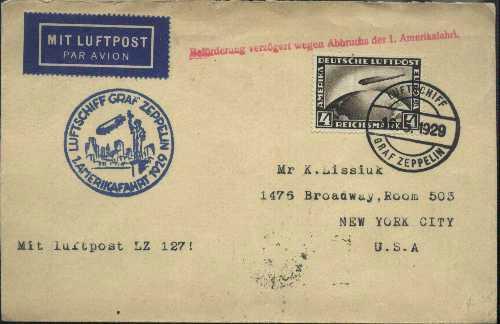 MIT LUFTPOST
PAR AVION
Beförderung verzögert wegen Abbruchs der 1. Amerikafahrt.
DEUTSCHE LUFTPOST
AMERIKA
EUROPA
4 REICHSMARK 4
LUFTSCHIFF
1929
GRAF ZEPPELIN
LUFTSCHIFF GRAF ZEPPELIN
1. AMERIKAFAHRT 1929
Mr K.Lissiuk
1476 Broadway,Room 503
NEW YORK CITY
U.S.A
Mit luftpost LZ 127!